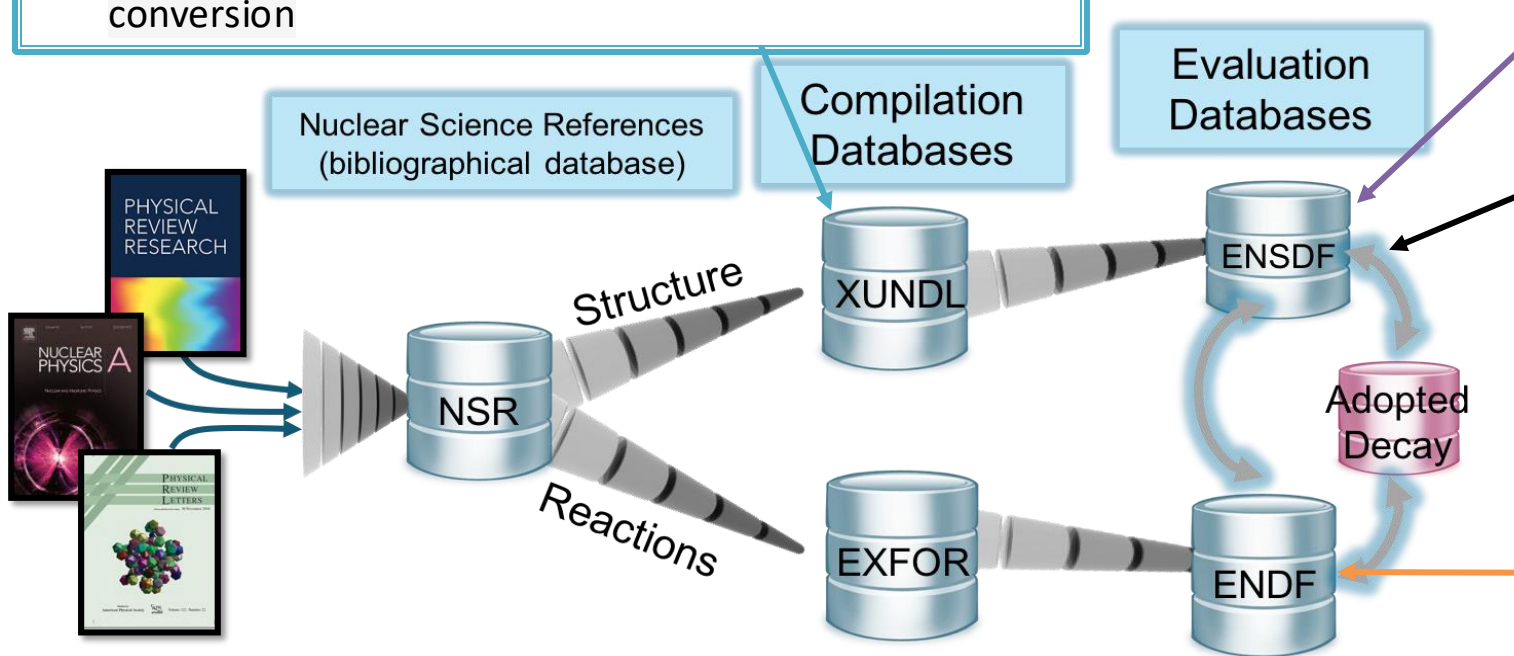 conversion
Nuclear Science References
(bibliographical database)
Compilation
Databases
Evaluation
Databases
PHYSICAL
REVIEW
RESEARCH
NUCLEAR
PHYSICS A
PHYSICAL
REVIEW
LETTERS
NSR
Structure
Reactions
XUNDL
EXFOR
ENSDF
Adopted
Decay
ENDF